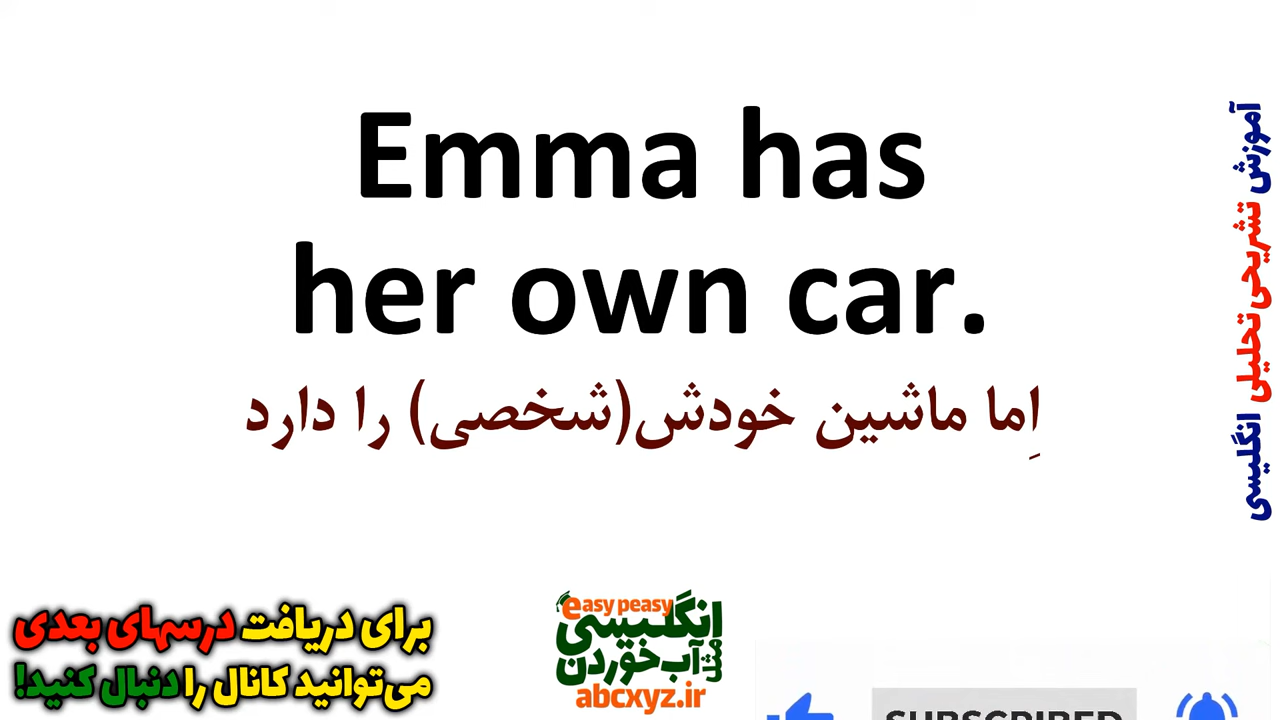 Emma has
her own car.
اِما ماشین خودش(شخصی) را دارد
آموزش تشریحی تحلیلی انگلیسی
برای دریافت درسهای بعدی
می‌توانید کانال را دنبال کنید!
easy peasy
انگلیسی
مثل آب خوردن
abcxyz.ir
SUBSCRIBED